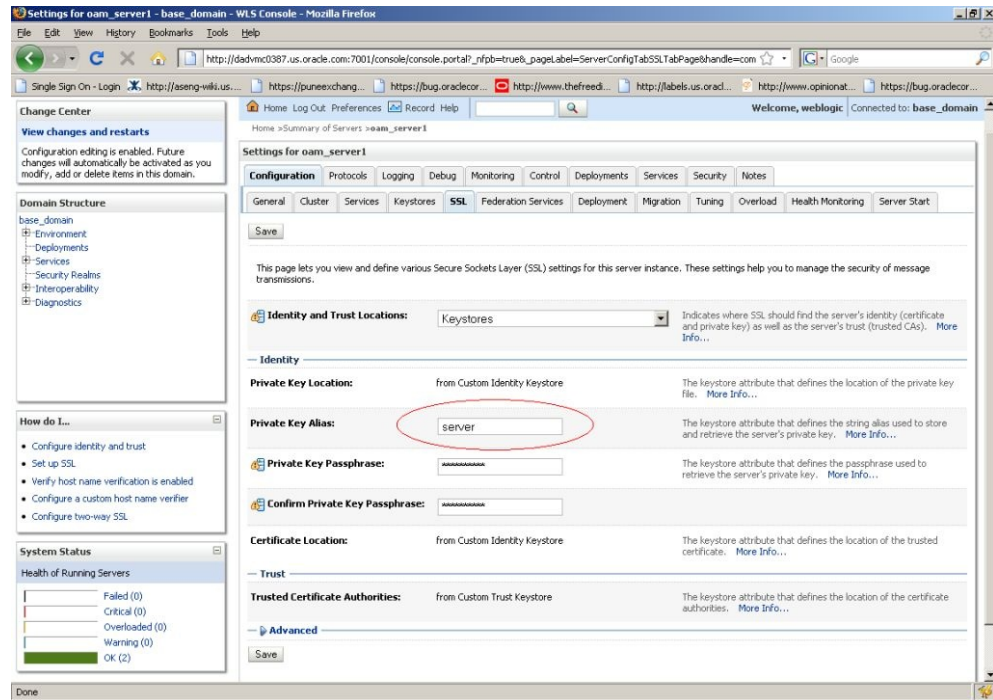 Settings for oam_server1 - base_domain - WLS Console - Mozilla Firefox
File Edit View History Bookmarks Tools Help
http://dadvmc0387.us.oracle.com:7001/console/console.portal?_nfpb=true&_pageLabel=ServerConfigTabSSLTabPage&handle=com
Google
Single Sign On - Login http://aseng-wiki.us.... https://puneexchang... https://bug.oraclecor... http://www.thefreedi... http://labels.us.oracl... http://www.opinionat... https://bug.oraclecor...
Change Center
View changes and restarts
Configuration editing is enabled. Future
changes will automatically be activated as you
modify, add or delete items in this domain.
Domain Structure
base_domain
Environment
Deployments
Services
Security Realms
Interoperability
Diagnostics
How do I...
Configure identity and trust
Set up SSL
Verify host name verification is enabled
Configure a custom host name verifier
Configure two-way SSL
System Status
Health of Running Servers
Failed (0)
Critical (0)
Overloaded (0)
Warning (0)
OK (2)
Home Log Out Preferences Record Help
Welcome, weblogic Connected to: base_domain
Home >Summary of Servers >oam_server1
Settings for oam_server1
Configuration Protocols Logging Debug Monitoring Control Deployments Services Security Notes
General Cluster Services Keystores SSL Federation Services Deployment Migration Tuning Overload Health Monitoring Server Start
Save
This page lets you view and define various Secure Sockets Layer (SSL) settings for this server instance. These settings help you to manage the security of message
transmissions.
Identity and Trust Locations: Keystores
Indicates where SSL should find the server's identity (certificate
and private key) as well as the server's trust (trusted CAs). More
Info...
Identity
Private Key Location: from Custom Identity Keystore
The keystore attribute that defines the location of the private key
file. More Info...
Private Key Alias: server
The keystore attribute that defines the string alias used to store
and retrieve the server's private key. More Info...
Private Key Passphrase: **********
The keystore attribute that defines the passphrase used to
retrieve the server's private key. More Info...
Confirm Private Key Passphrase: **********
Certificate Location: from Custom Identity Keystore
The keystore attribute that defines the location of the trusted
certificate. More Info...
Trust
Trusted Certificate Authorities: from Custom Trust Keystore
The keystore attribute that defines the location of the certificate
authorities. More Info...
Advanced
Save
Done